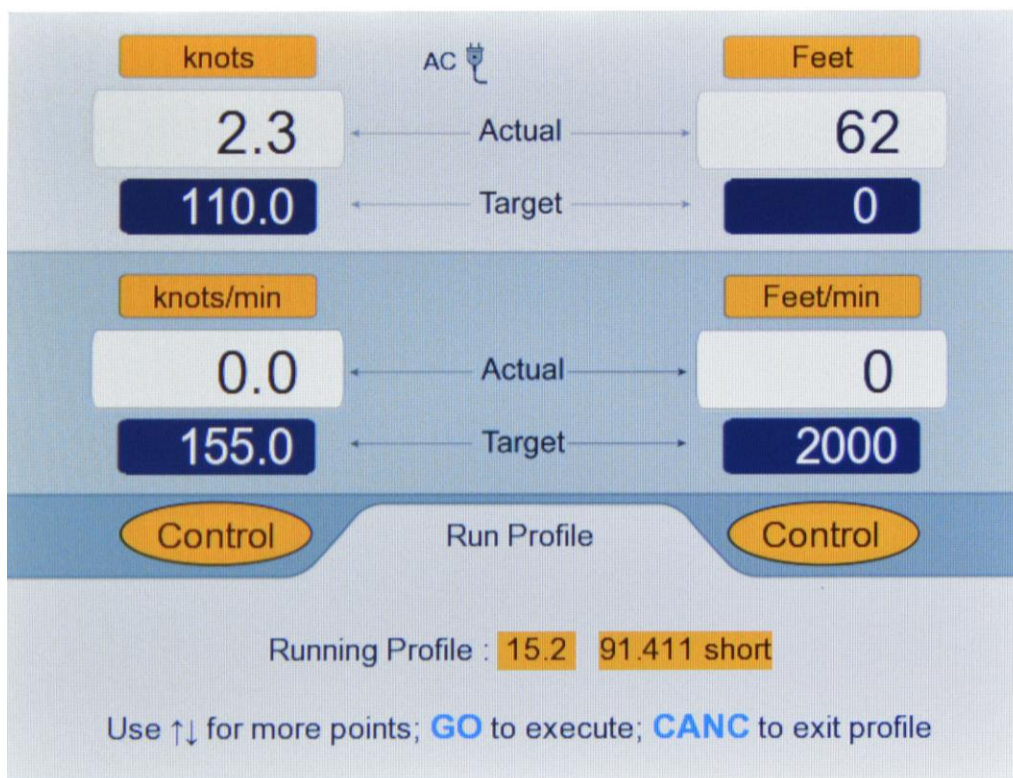 knots AC Feet
2.3 Actual 62
110.0 Target 0
knots/min Feet/min
0.0 Actual 0
155.0 Target 2000
Control Run Profile Control
Running Profile : 15.2 91.411 short
Use ↑↓ for more points; GO to execute; CANC to exit profile